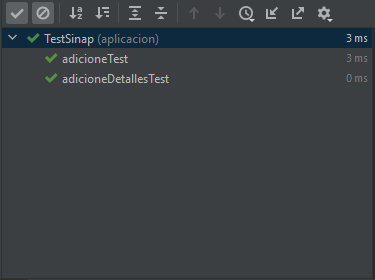 TestSinap (aplicacion) 3 ms
adicioneTest 3 ms
adicioneDetallesTest 0 ms